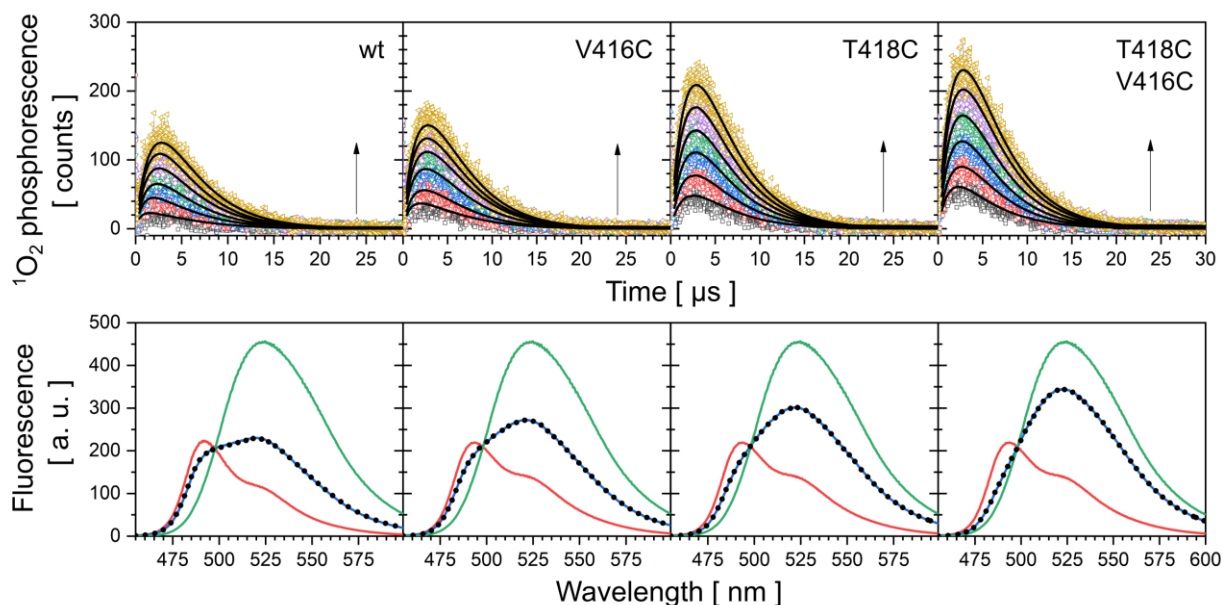 ¹O₂ phosphorescence
[ counts ]
300
200
100
0
wt
V416C
T418C
T418C
V416C
0 5 10 15 20 25
0 5 10 15 20 25
0 5 10 15 20 25
0 5 10 15 20 25 30
Time [ µs ]
Fluorescence
[ a. u. ]
500
400
300
200
100
0
475 500 525 550 575
475 500 525 550 575
475 500 525 550 575
475 500 525 550 575 600
Wavelength [ nm ]